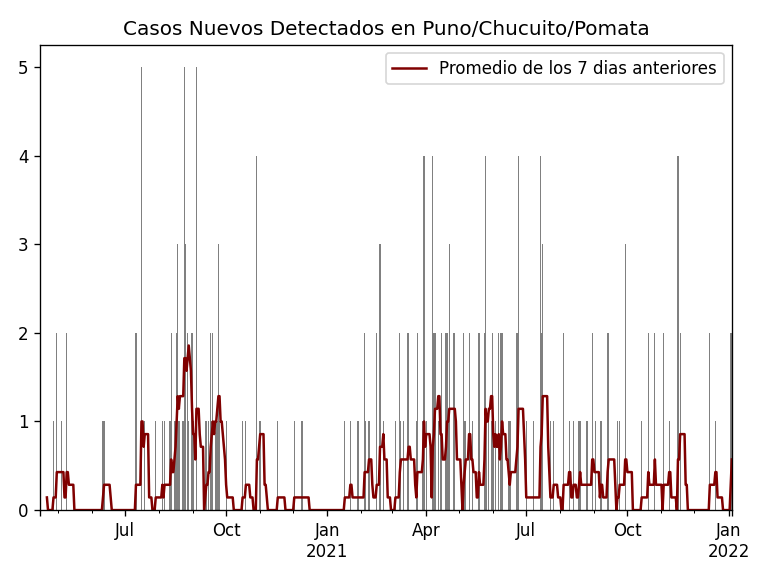 Casos Nuevos Detectados en Puno/Chucuito/Pomata
Promedio de los 7 dias anteriores
5
4
3
2
1
0
Jul
Oct
Jan
2021
Apr
Jul
Oct
Jan
2022